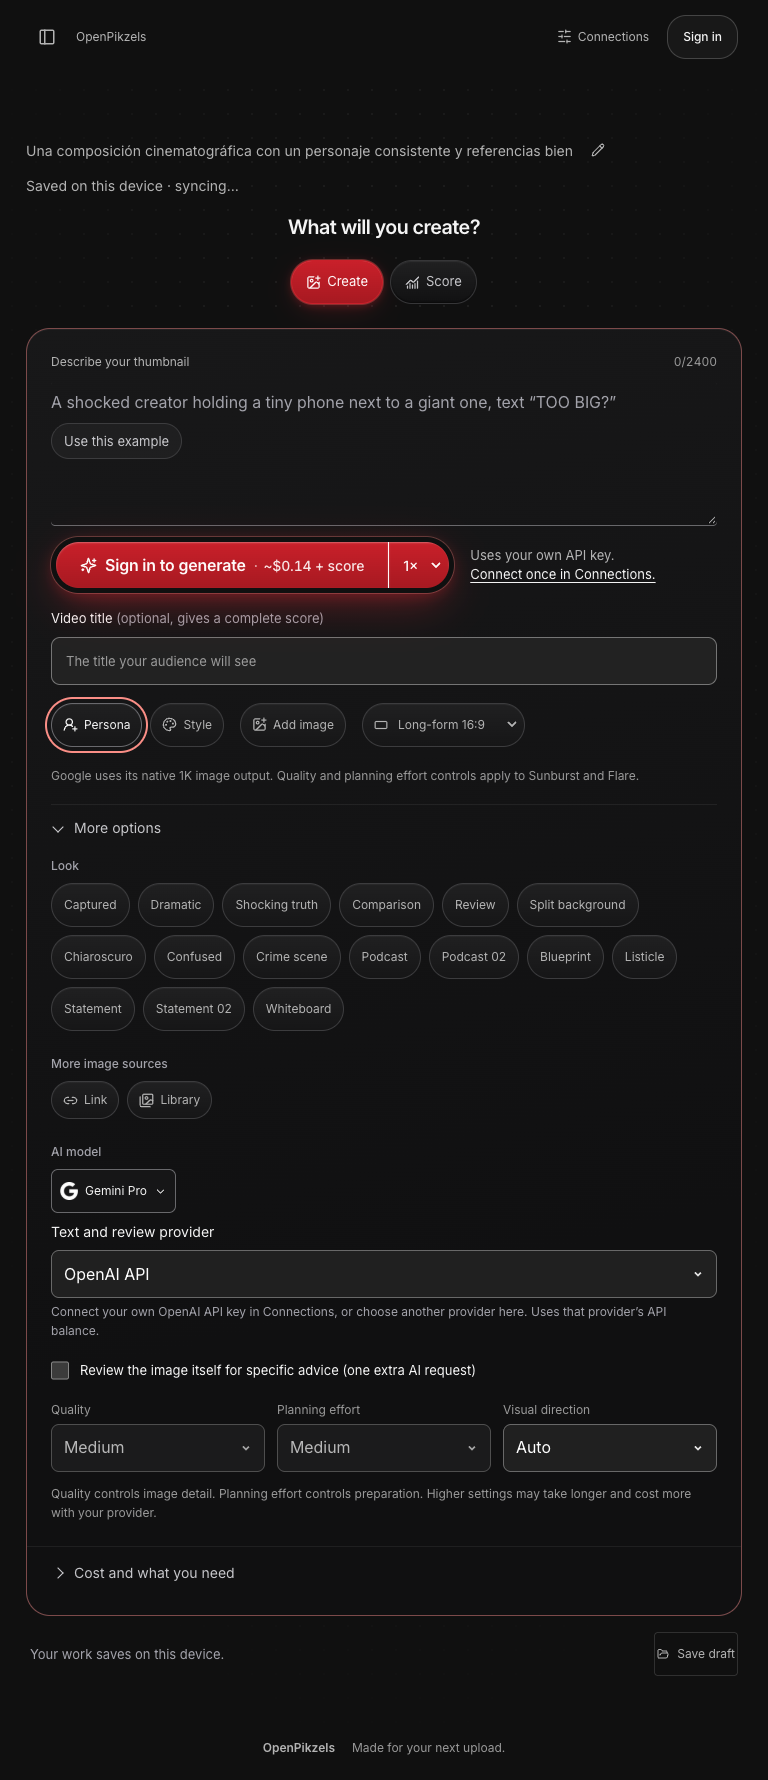 OpenPikzels
Connections
Sign in
Una composición cinematográfica con un personaje consistente y referencias bien
Saved on this device · syncing...
What will you create?
Create
Score
Describe your thumbnail
0/2400
A shocked creator holding a tiny phone next to a giant one, text “TOO BIG?”
Use this example
Sign in to generate · ~$0.14 + score
1×
Uses your own API key.
Connect once in Connections.
Video title (optional, gives a complete score)
The title your audience will see
Persona
Style
Add image
Long-form 16:9
Google uses its native 1K image output. Quality and planning effort controls apply to Sunburst and Flare.
More options
Look
Captured
Dramatic
Shocking truth
Comparison
Review
Split background
Chiaroscuro
Confused
Crime scene
Podcast
Podcast 02
Blueprint
Listicle
Statement
Statement 02
Whiteboard
More image sources
Link
Library
AI model
Gemini Pro
Text and review provider
OpenAI API
Connect your own OpenAI API key in Connections, or choose another provider here. Uses that provider’s API
balance.
Review the image itself for specific advice (one extra AI request)
Quality
Planning effort
Visual direction
Medium
Medium
Auto
Quality controls image detail. Planning effort controls preparation. Higher settings may take longer and cost more
with your provider.
Cost and what you need
Your work saves on this device.
Save draft
OpenPikzels
Made for your next upload.